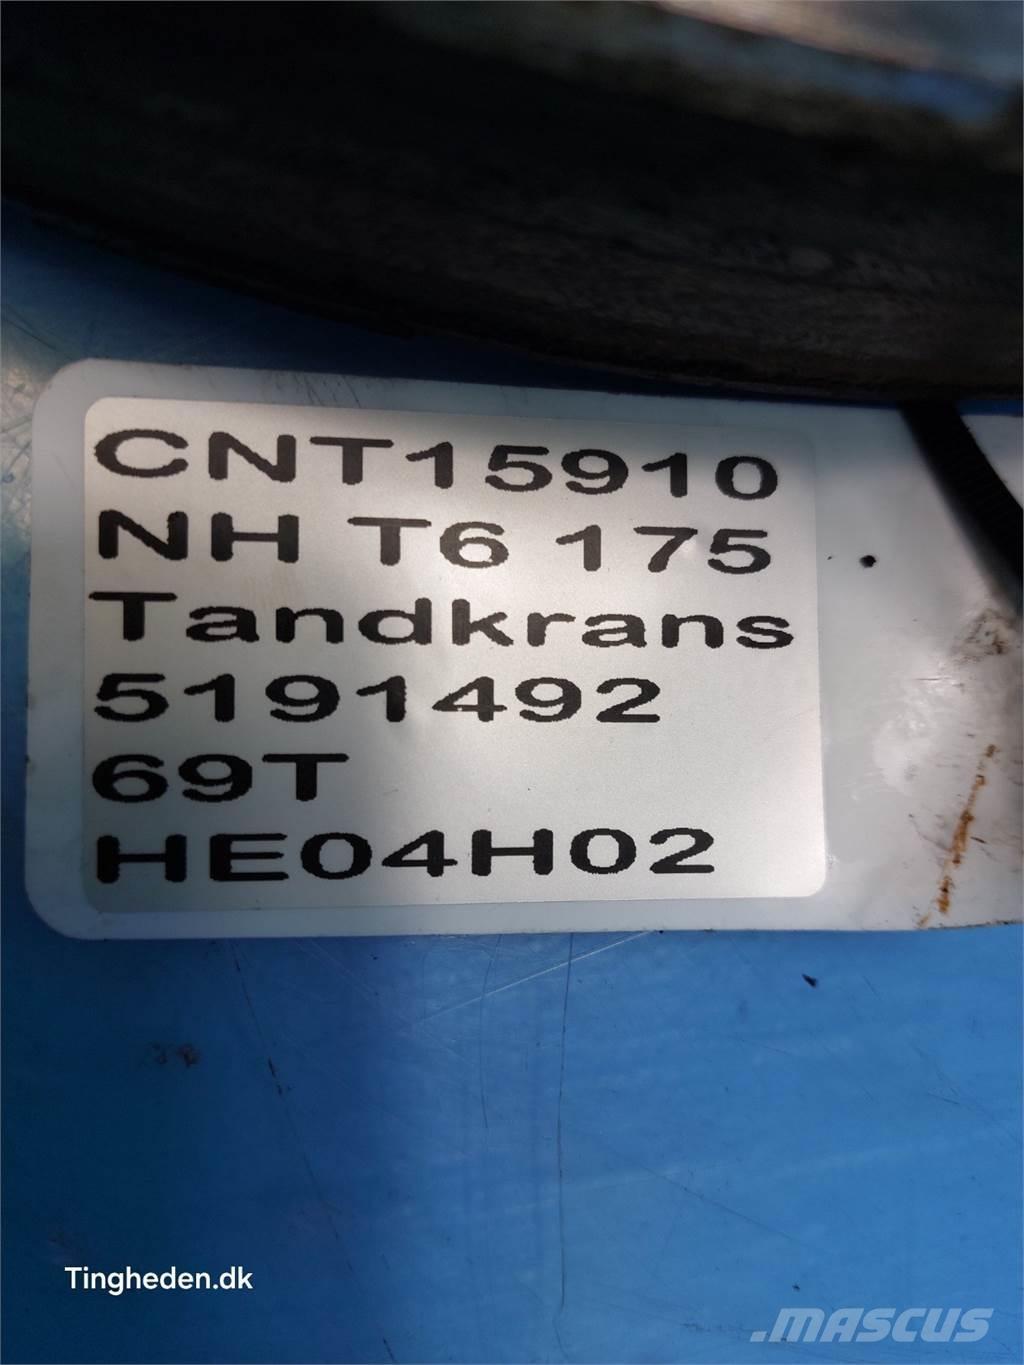 CNT15910
NH T6 175
Tandkrans
5191492
69T
HE04H02
Tingheden.dk
.MASCUS